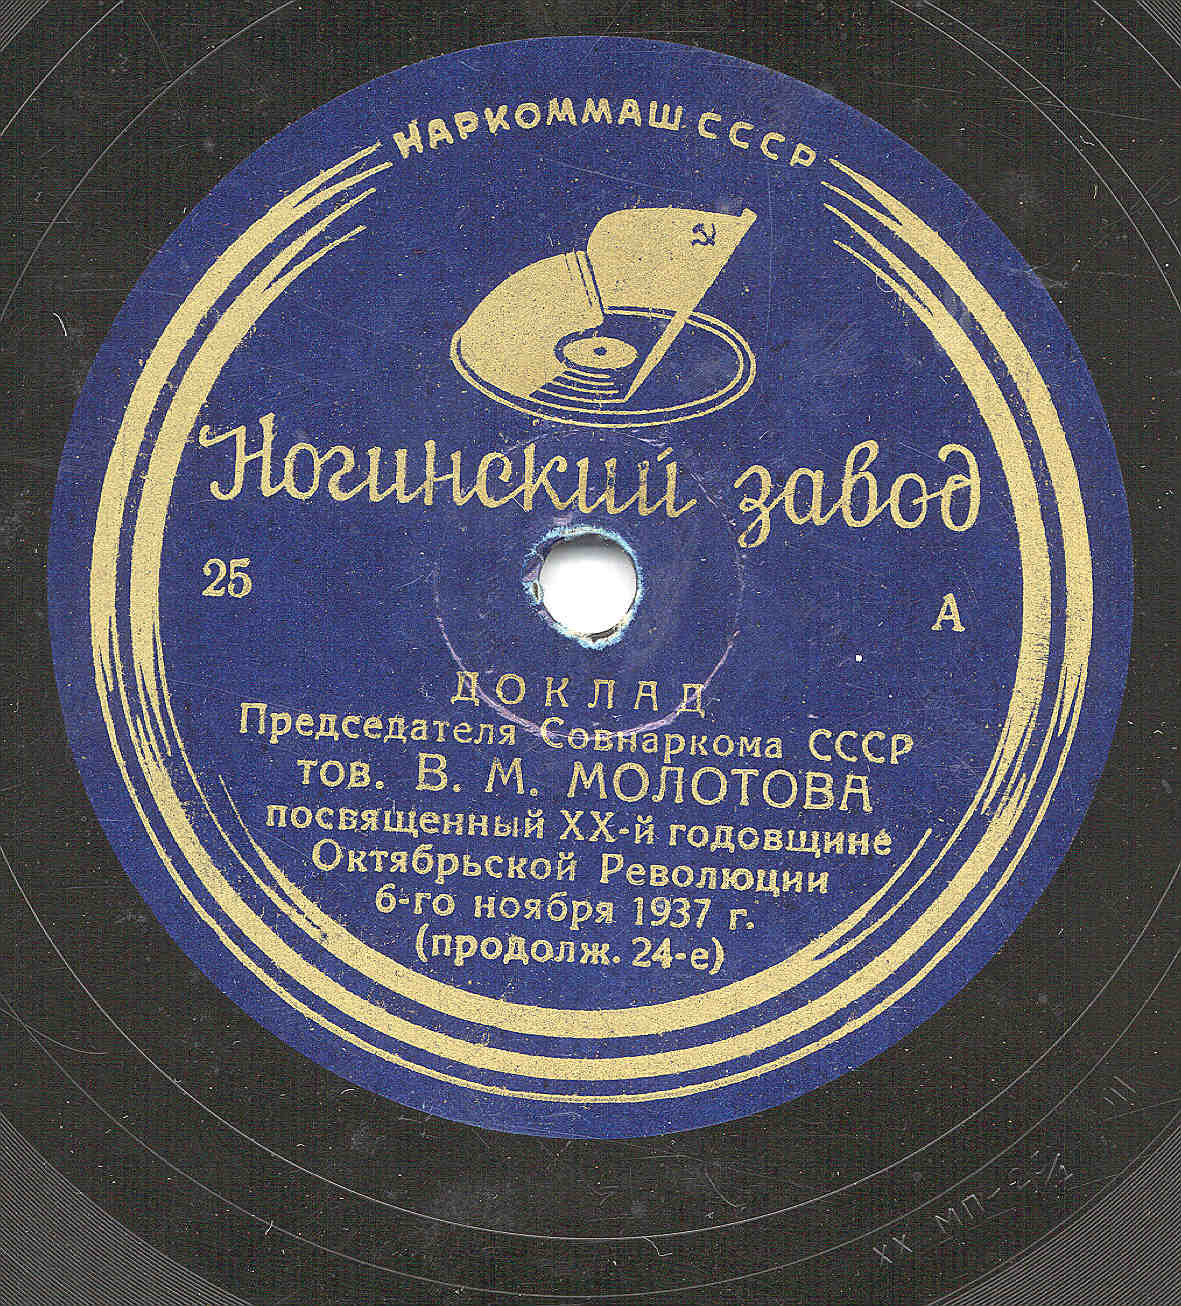 НАРКОММАШ СССР
Ногинский завод
25
А
ДОКЛАД
Председателя Совнаркома СССР
тов. В. М. МОЛОТОВА
посвященный XX-й годовщине
Октябрьской Революции
6-го ноября 1937 г.
(продолж. 24-е)